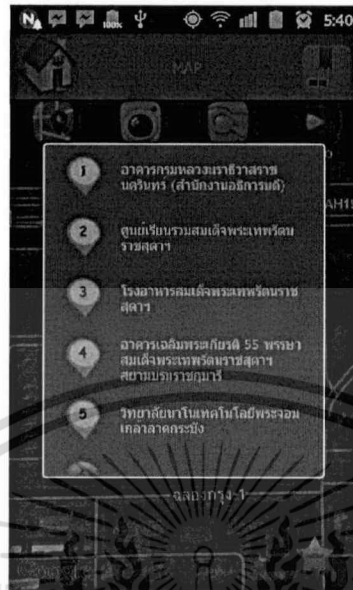 100%
5:40
MAP
1
อาคารกรมหลวงนราธิวาสราช
นครินทร์ (สำนักงานอธิการบดี)
2
ศูนย์เรียนรวมสมเด็จพระเทพรัตน
ราชสุดาฯ
3
โรงอาหารสมเด็จพระเทพรัตนราช
สุดาฯ
4
อาคารเฉลิมพระเกียรติ 55 พรรษา
สมเด็จพระเทพรัตนราชสุดาฯ
สยามบรมราชกุมารี
5
วิทยาลัยนาโนเทคโนโลยีพระจอม
เกล้าลาดกระบัง
ฉลองกรุง 1